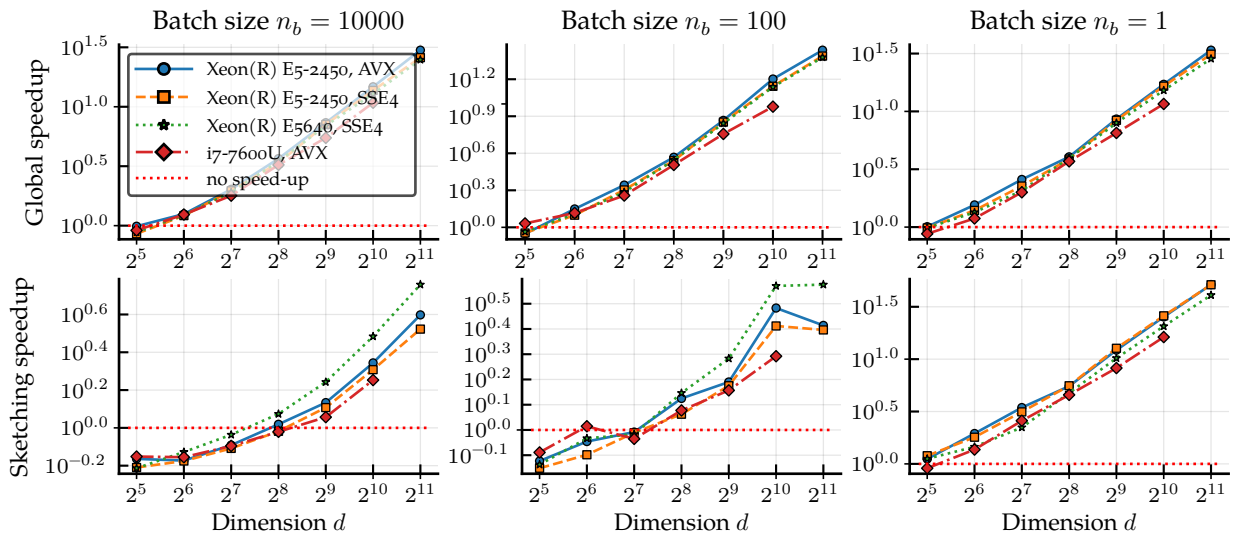 Batch size n_b = 10000
Batch size n_b = 100
Batch size n_b = 1
Global speedup
10^1.5
10^1.0
10^0.5
10^0.0
Xeon(R) E5-2450, AVX
Xeon(R) E5-2450, SSE4
Xeon(R) E5640, SSE4
i7-7600U, AVX
no speed-up
2^5 2^6 2^7 2^8 2^9 2^10 2^11
10^1.2
10^0.9
10^0.6
10^0.3
10^0.0
2^5 2^6 2^7 2^8 2^9 2^10 2^11
10^1.5
10^1.0
10^0.5
10^0.0
2^5 2^6 2^7 2^8 2^9 2^10 2^11
Sketching speedup
10^0.6
10^0.4
10^0.2
10^0.0
10^−0.2
2^5 2^6 2^7 2^8 2^9 2^10 2^11
Dimension d
10^0.5
10^0.4
10^0.3
10^0.2
10^0.1
10^0.0
10^−0.1
2^5 2^6 2^7 2^8 2^9 2^10 2^11
Dimension d
10^1.5
10^1.0
10^0.5
10^0.0
2^5 2^6 2^7 2^8 2^9 2^10 2^11
Dimension d